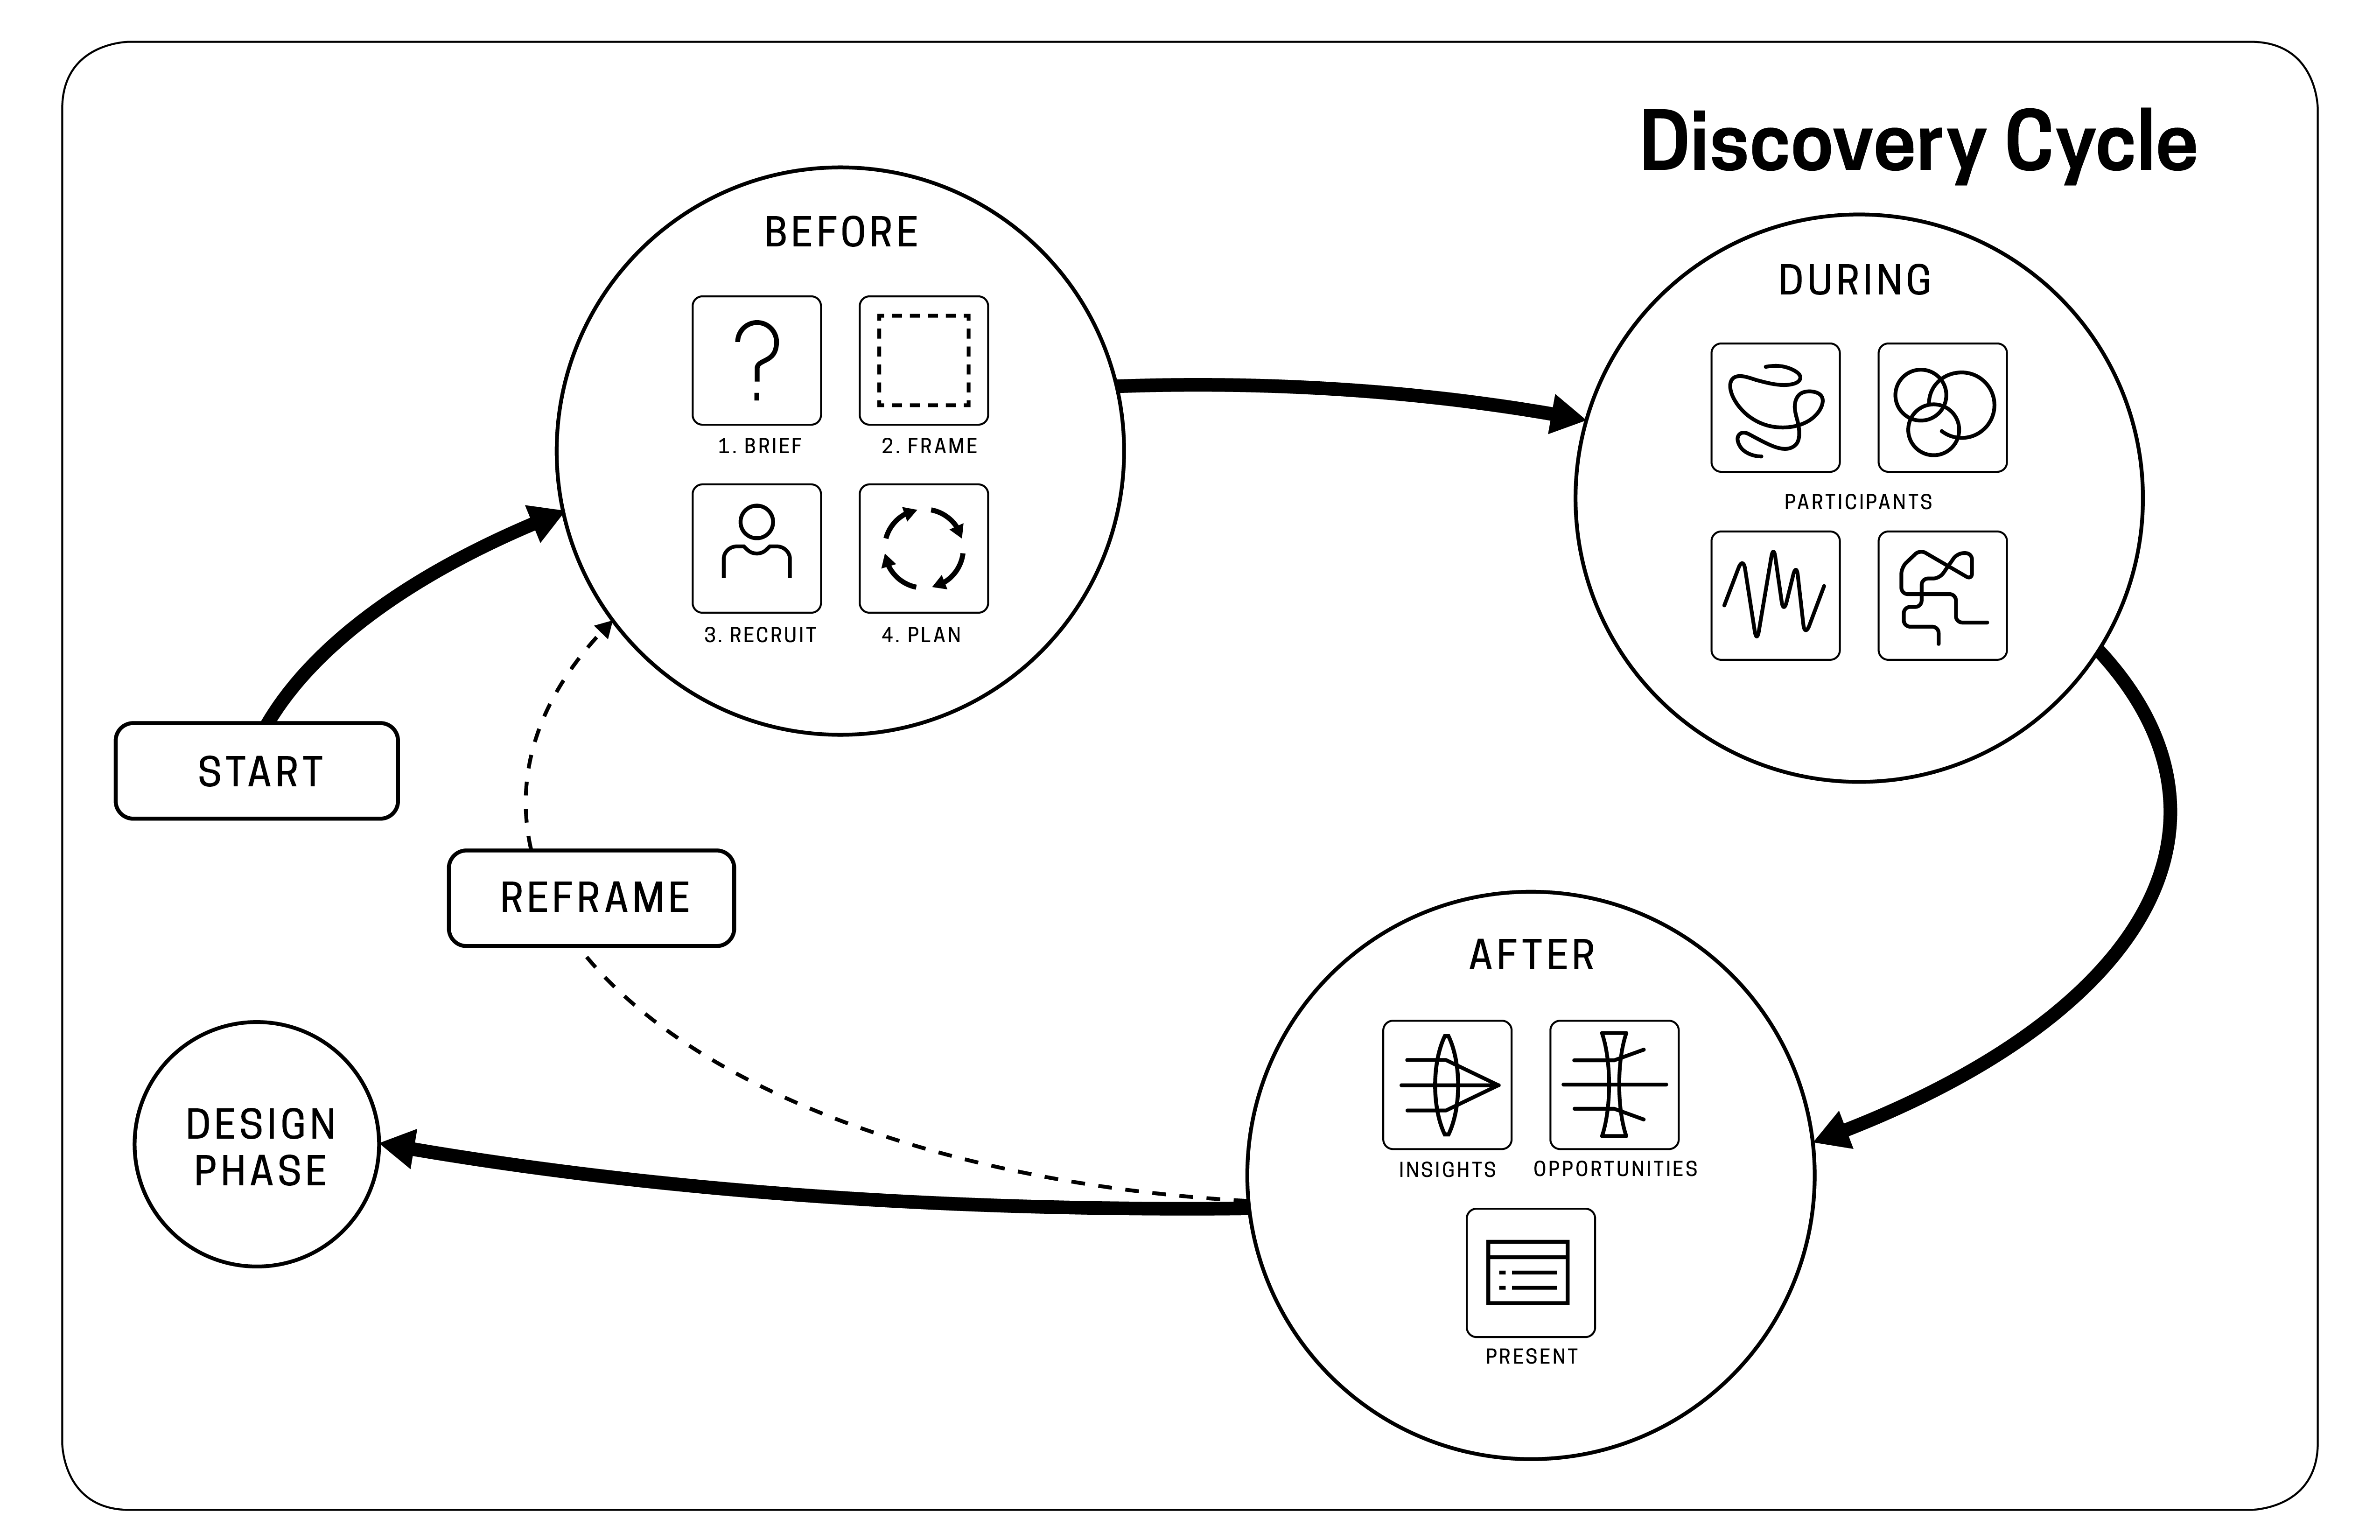 Discovery Cycle
BEFORE
1. BRIEF
2. FRAME
3. RECRUIT
4. PLAN
DURING
PARTICIPANTS
START
REFRAME
AFTER
INSIGHTS
OPPORTUNITIES
PRESENT
DESIGN
PHASE